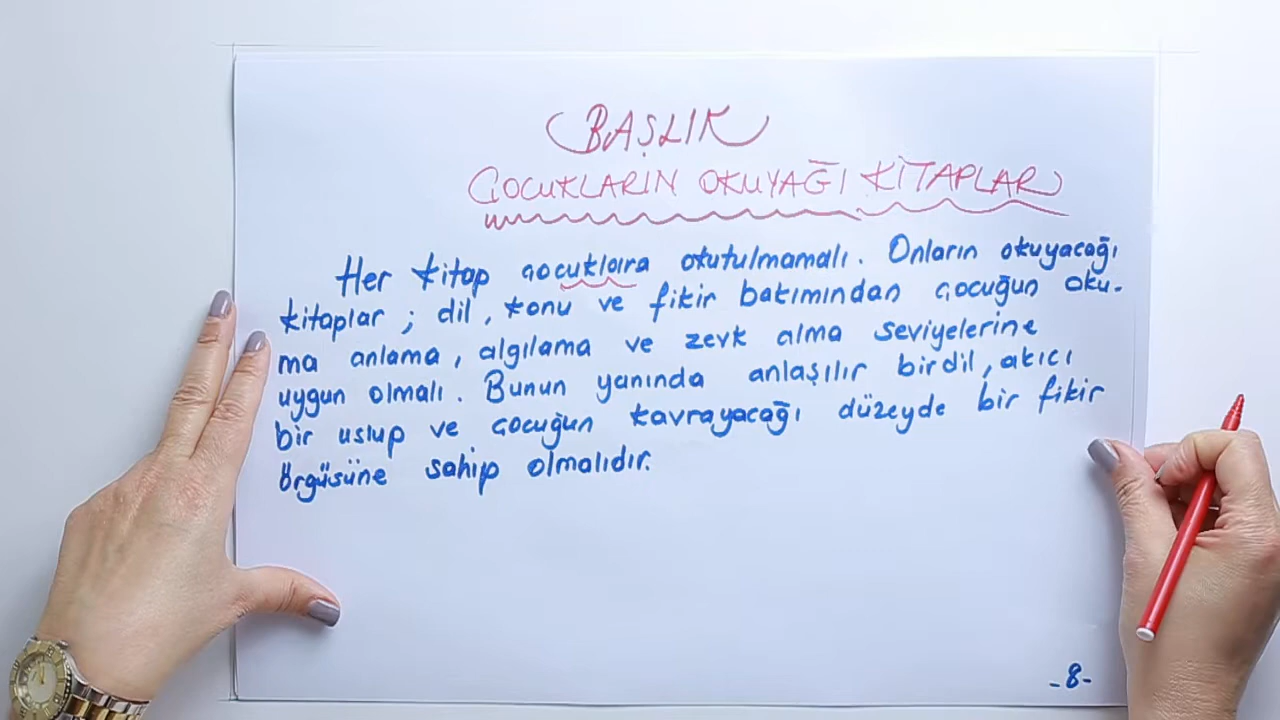 BAŞLIK
ÇOCUKLARIN OKUYAĞI KİTAPLAR
Her kitap çocuklara okutulmamalı. Onların okuyacağı
kitaplar ; dil, konu ve fikir bakımından çocuğun oku-
ma anlama, algılama ve zevk alma seviyelerine
uygun olmalı. Bunun yanında anlaşılır bir dil, akıcı
bir uslup ve çocuğun kavrayacağı düzeyde bir fikir
örgüsüne sahip olmalıdır.
-8-